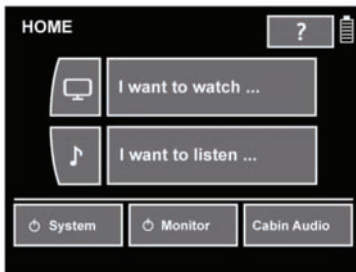 HOME
?
I want to watch ...
I want to listen ...
System
Monitor
Cabin Audio